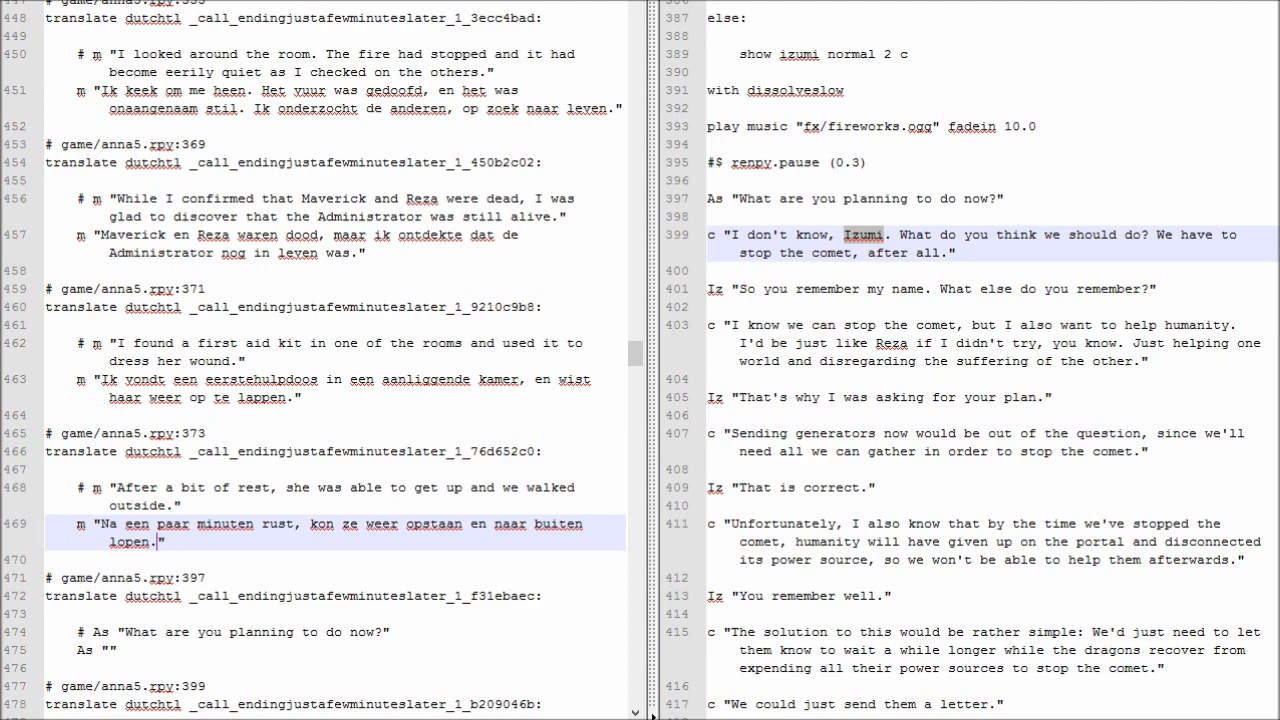 447 # game/anna5.rpy:353
448 translate dutchtl _call_endingjustafewminuteslater_1_3ecc4bad:
449
450 # m "I looked around the room. The fire had stopped and it had
become eerily quiet as I checked on the others."
451 m "Ik keek om me heen. Het vuur was gedoofd, en het was
onaangenaam stil. Ik onderzocht de anderen, op zoek naar leven."
452
453 # game/anna5.rpy:369
454 translate dutchtl _call_endingjustafewminuteslater_1_450b2c02:
455
456 # m "While I confirmed that Maverick and Reza were dead, I was
glad to discover that the Administrator was still alive."
457 m "Maverick en Reza waren dood, maar ik ontdekte dat de
Administrator nog in leven was."
458
459 # game/anna5.rpy:371
460 translate dutchtl _call_endingjustafewminuteslater_1_9210c9b8:
461
462 # m "I found a first aid kit in one of the rooms and used it to
dress her wound."
463 m "Ik vondt een eerstehulpdoos in een aanliggende kamer, en wist
haar weer op te lappen."
464
465 # game/anna5.rpy:373
466 translate dutchtl _call_endingjustafewminuteslater_1_76d652c0:
467
468 # m "After a bit of rest, she was able to get up and we walked
outside."
469 m "Na een paar minuten rust, kon ze weer opstaan en naar buiten
lopen."
470
471 # game/anna5.rpy:397
472 translate dutchtl _call_endingjustafewminuteslater_1_f31ebaec:
473
474 # As "What are you planning to do now?"
475 As ""
476
477 # game/anna5.rpy:399
478 translate dutchtl _call_endingjustafewminuteslater_1_b209046b:
386
387 else:
388
389 show izumi normal 2 c
390
391 with dissolveslow
392
393 play music "fx/fireworks.ogg" fadein 10.0
394
395 #$ renpy.pause (0.3)
396
397 As "What are you planning to do now?"
398
399 c "I don't know, Izumi. What do you think we should do? We have to
stop the comet, after all."
400
401 Iz "So you remember my name. What else do you remember?"
402
403 c "I know we can stop the comet, but I also want to help humanity.
I'd be just like Reza if I didn't try, you know. Just helping one
world and disregarding the suffering of the other."
404
405 Iz "That's why I was asking for your plan."
406
407 c "Sending generators now would be out of the question, since we'll
need all we can gather in order to stop the comet."
408
409 Iz "That is correct."
410
411 c "Unfortunately, I also know that by the time we've stopped the
comet, humanity will have given up on the portal and disconnected
its power source, so we won't be able to help them afterwards."
412
413 Iz "You remember well."
414
415 c "The solution to this would be rather simple: We'd just need to let
them know to wait a while longer while the dragons recover from
expending all their power sources to stop the comet."
416
417 c "We could just send them a letter."